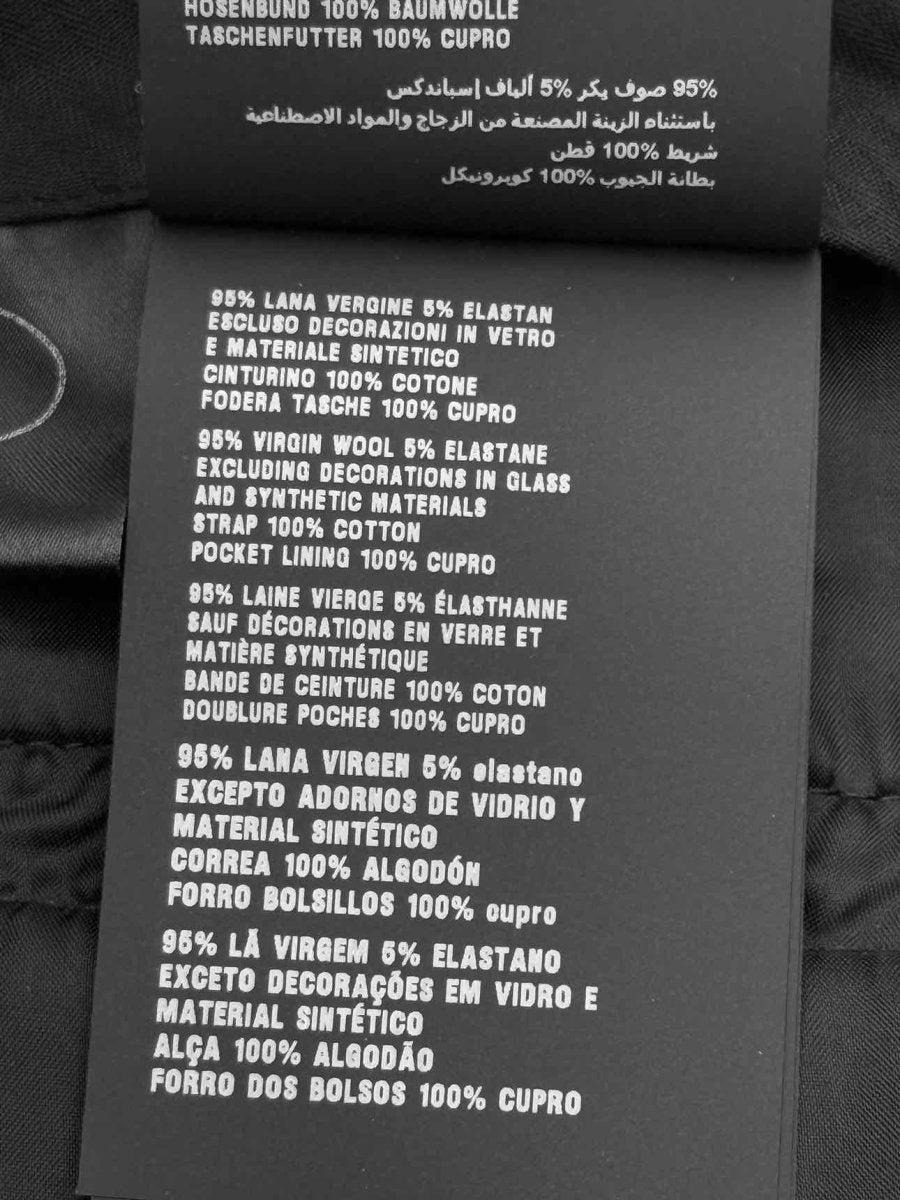 HOSENBUND 100% BAUMWOLLE
TASCHENFUTTER 100% CUPRO
95% صوف بكر 5% ألياف إسباندكس
باستثناء الزينة المصنعة من الزجاج والمواد الاصطناعية
شريط 100% قطن
بطانة الجيوب 100% كوبرونيكل
95% LANA VERGINE 5% ELASTAN
ESCLUSO DECORAZIONI IN VETRO
E MATERIALE SINTETICO
CINTURINO 100% COTONE
FODERA TASCHE 100% CUPRO
95% VIRGIN WOOL 5% ELASTANE
EXCLUDING DECORATIONS IN GLASS
AND SYNTHETIC MATERIALS
STRAP 100% COTTON
POCKET LINING 100% CUPRO
95% LAINE VIERGE 5% ÉLASTHANNE
SAUF DÉCORATIONS EN VERRE ET
MATIÈRE SYNTHÉTIQUE
BANDE DE CEINTURE 100% COTON
DOUBLURE POCHES 100% CUPRO
95% LANA VIRGEN 5% elastano
EXCEPTO ADORNOS DE VIDRIO Y
MATERIAL SINTÉTICO
CORREA 100% ALGODÓN
FORRO BOLSILLOS 100% cupro
95% LÃ VIRGEM 5% ELASTANO
EXCETO DECORAÇÕES EM VIDRO E
MATERIAL SINTÉTICO
ALÇA 100% ALGODÃO
FORRO DOS BOLSOS 100% CUPRO